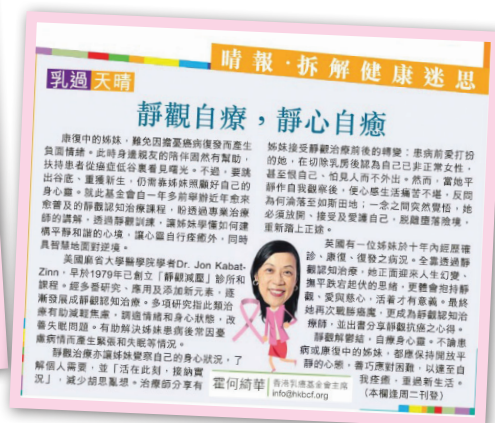 晴報‧拆解健康迷思
乳過天晴
靜觀自療，靜心自癒
康復中的姊妹，難免因擔憂癌病復發而產生
負面情緒。此時身邊親友的陪伴固然有幫助，
扶持患者從癌症低谷裏看見曙光。不過，要跳
出谷底、重獲新生，仍需靠姊妹照顧好自己的
身心靈。就此基金會自一年多前舉辦近年愈來
愈普及的靜觀認知治療課程，盼透過專業治療
師的講解，透過靜觀訓練，讓姊妹學懂如何建
構平靜和諧的心境，讓心靈自行痊癒外，同時
具智慧地面對逆境。
英國麻省大學醫學院學者Dr. Jon Kabat-
Zinn，早於1979年已創立「靜觀減壓」診所和
課程。經多番研究、應用及添加新元素，逐
漸發展成靜觀認知治療。多項研究指此類治
療有助減輕焦慮，調適情緒和身心狀態，改
善失眠問題。有助解決姊妹患病後常因憂
慮病情而產生緊張和失眠等情況。
靜觀治療亦讓姊妹覺察自己的身心狀況，了
解個人需要，並「活在此刻，接納實
況」，減少胡思亂想。治療師分享有
姊妹接受靜觀治療前後的轉變：患病前愛打扮
的她，在切除乳房後認為自己已非正常女性，
甚至恨自己、怕見人而不外出。然而，當她平
靜作自我觀察後，便心感生活痛苦不堪，反問
為何淪落至如斯田地；一念之間突然覺悟，她
必須放開、接受及愛護自己，脫離墮落險境，
重新踏上正途。
英國有一位姊妹於十年內經歷確
診、康復、復發之病況。全靠透過靜
觀認知治療，她正面迎來人生幻變、
撫平跌宕起伏的思緒，更體會抱持靜
觀、愛與慈心，活着才有意義。最終
她再次戰勝癌魔，更成為靜觀認知治
療師，並出書分享靜觀抗癌之心得。
靜觀解鬱結，自療身心靈。不論患
病或康復中的姊妹，都應保持開放平
靜的心態，善巧應對困難，以達至自
我痊癒，重過新生活。
（本欄逢周二刊登）
霍何綺華
香港乳癌基金會主席
info@hkbcf.org